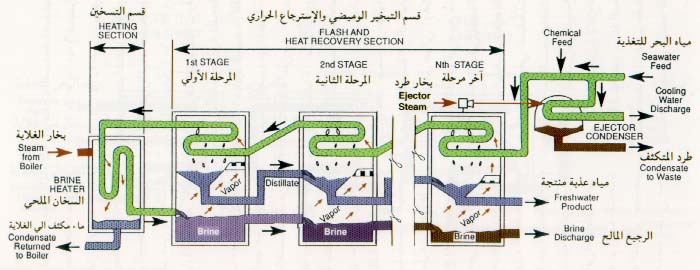 قسم التسخين
HEATING
SECTION
قسم التبخير الوميضي والإسترجاع الحراري
FLASH AND
HEAT RECOVERY SECTION
1st STAGE
المرحلة الأولي
2nd STAGE
المرحلة الثانية
Nth STAGE
آخر مرحلة
بخار طرد
Ejector
Steam
Chemical
Feed
مياه البحر للتغذية
Seawater
Feed
Cooling
Water
Discharge
EJECTOR
CONDENSER
طرد المتكثف
Condensate
to Waste
بخار الغلاية
Steam
from
Boiler
BRINE
HEATER
السخان الملحي
ماء مكثف الي الغلاية
Condensate
Returned
to Boiler
Vapor
Distillate
Vapor
Vapor
Brine
Brine
Brine
مياه عذبة منتجة
Freshwater
Product
Brine
Discharge
الرجيع المالح